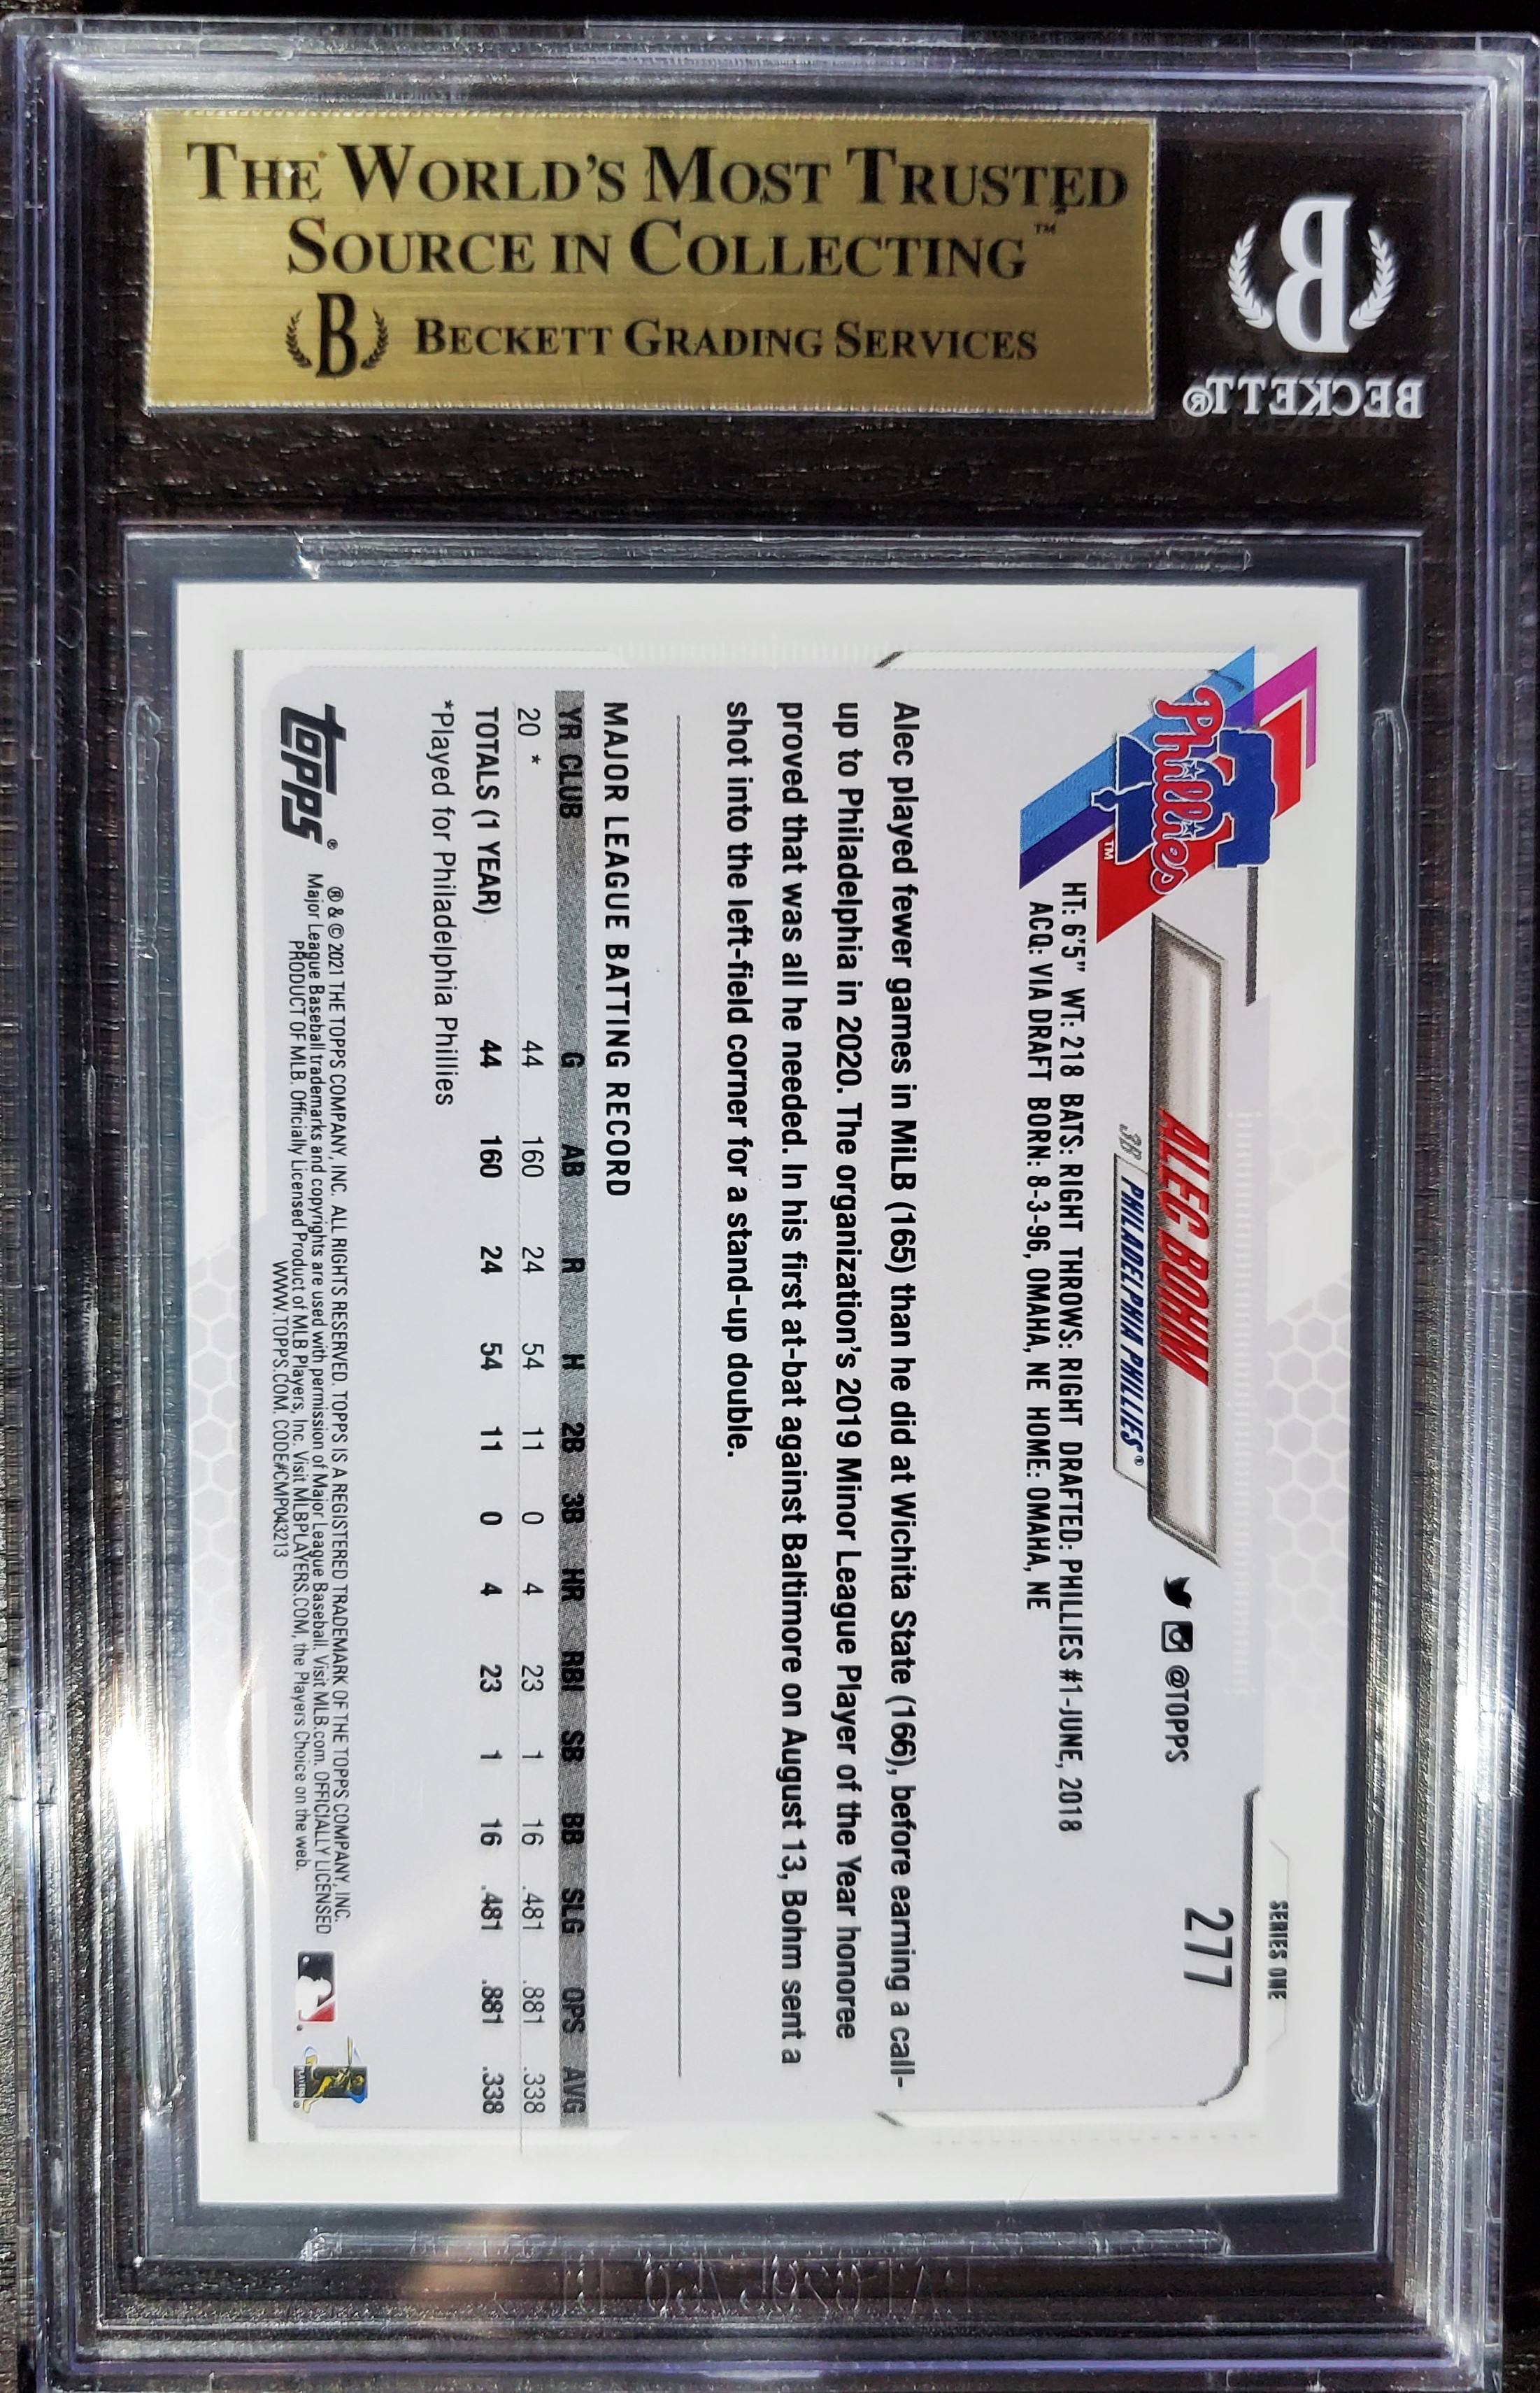 THE WORLD'S MOST TRUSTED
SOURCE IN COLLECTING™
B BECKETT GRADING SERVICES
B
BECKETT®
SERIES ONE
277
Phillies™
ALEC BOHM
@TOPPS
3B PHILADELPHIA PHILLIES®
HT: 6'5" WT: 218 BATS: RIGHT THROWS: RIGHT DRAFTED: PHILLIES #1-JUNE, 2018
ACQ: VIA DRAFT BORN: 8-3-96, OMAHA, NE HOME: OMAHA, NE
Alec played fewer games in MiLB (165) than he did at Wichita State (166), before earning a call-
up to Philadelphia in 2020. The organization's 2019 Minor League Player of the Year honoree
proved that was all he needed. In his first at-bat against Baltimore on August 13, Bohm sent a
shot into the left-field corner for a stand-up double.
MAJOR LEAGUE BATTING RECORD
YR CLUB G AB R H 2B 3B HR RBI SB BB SLG OPS AVG
20 * 44 160 24 54 11 0 4 23 1 16 .481 .881 .338
TOTALS (1 YEAR) 44 160 24 54 11 0 4 23 1 16 .481 .881 .338
*Played for Philadelphia Phillies
topps®
® & © 2021 THE TOPPS COMPANY, INC. ALL RIGHTS RESERVED. TOPPS IS A REGISTERED TRADEMARK OF THE TOPPS COMPANY, INC.
Major League Baseball trademarks and copyrights are used with permission of Major League Baseball. Visit MLB.com. OFFICIALLY LICENSED
PRODUCT OF MLB. Officially Licensed Product of MLB Players, Inc. Visit MLBPLAYERS.COM, the Players Choice on the web.
WWW.TOPPS.COM. CODE#CMP043213